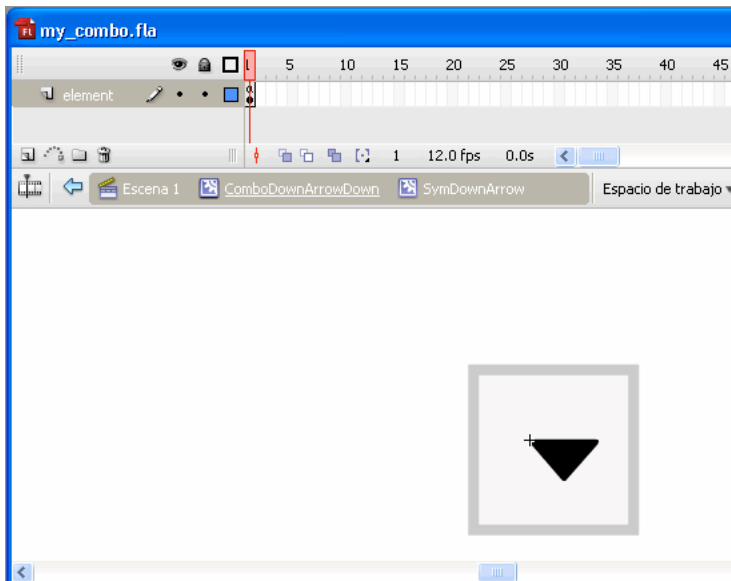 FL my_combo.fla
1 5 10 15 20 25 30 35 40 45
element
1 12.0 fps 0.0s
Escena 1 ComboDownArrowDown SymDownArrow Espacio de trabajo